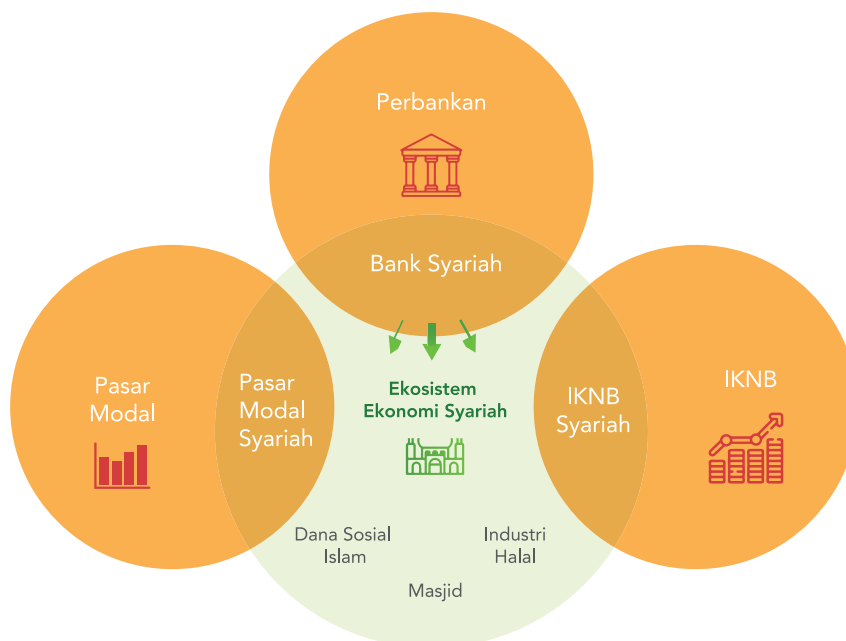 Perbankan
Bank Syariah
Pasar
Modal
Pasar
Modal
Syariah
Ekosistem
Ekonomi Syariah
IKNB
Syariah
IKNB
Dana Sosial
Islam
Industri
Halal
Masjid